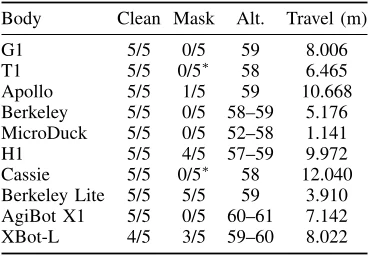 Body Clean Mask Alt. Travel (m)
G1 5/5 0/5 59 8.006
T1 5/5 0/5* 58 6.465
Apollo 5/5 1/5 59 10.668
Berkeley 5/5 0/5 58–59 5.176
MicroDuck 5/5 0/5 52–58 1.141
H1 5/5 4/5 57–59 9.972
Cassie 5/5 0/5* 58 12.040
Berkeley Lite 5/5 5/5 59 3.910
AgiBot X1 5/5 0/5 60–61 7.142
XBot-L 4/5 3/5 59–60 8.022